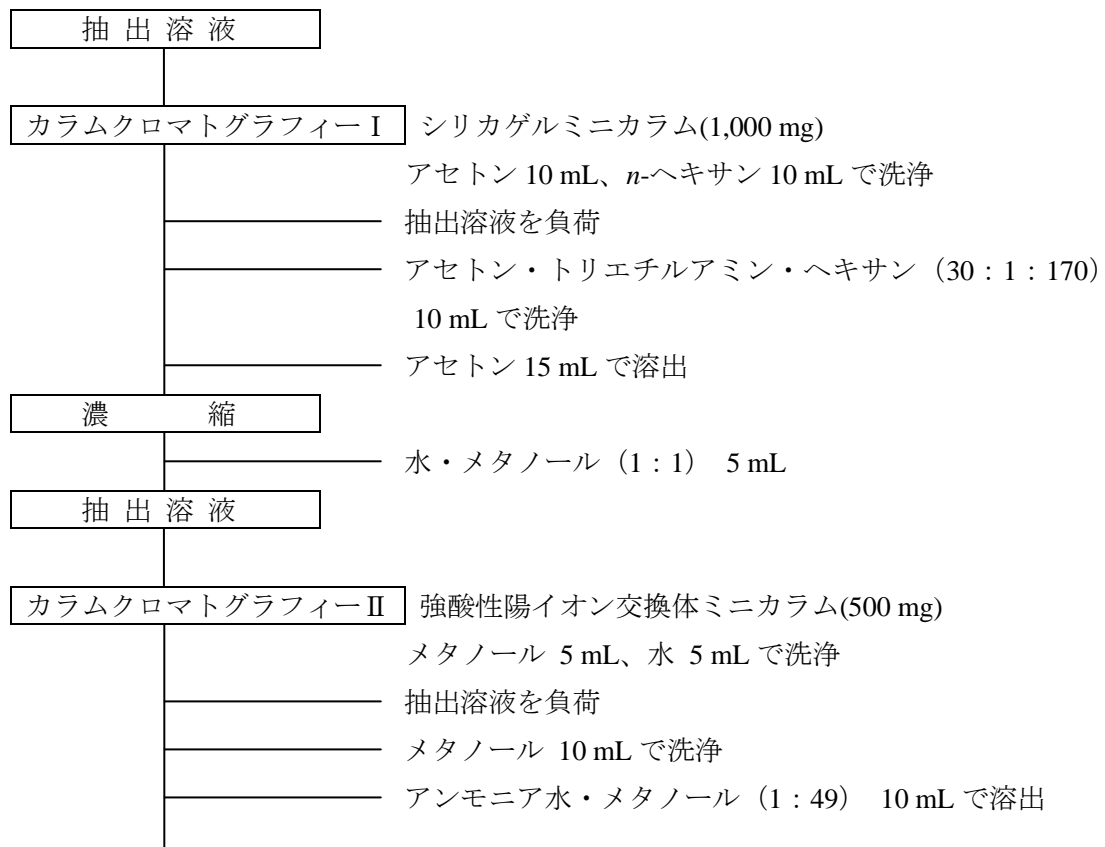 抽 出 溶 液
カラムクロマトグラフィーⅠ シリカゲルミニカラム(1,000 mg)
アセトン 10 mL、n-ヘキサン 10 mL で洗浄
抽出溶液を負荷
アセトン・トリエチルアミン・ヘキサン（30：1：170）
10 mL で洗浄
アセトン 15 mL で溶出
濃 縮
水・メタノール（1：1） 5 mL
抽 出 溶 液
カラムクロマトグラフィーⅡ 強酸性陽イオン交換体ミニカラム(500 mg)
メタノール 5 mL、水 5 mL で洗浄
抽出溶液を負荷
メタノール 10 mL で洗浄
アンモニア水・メタノール（1：49） 10 mL で溶出